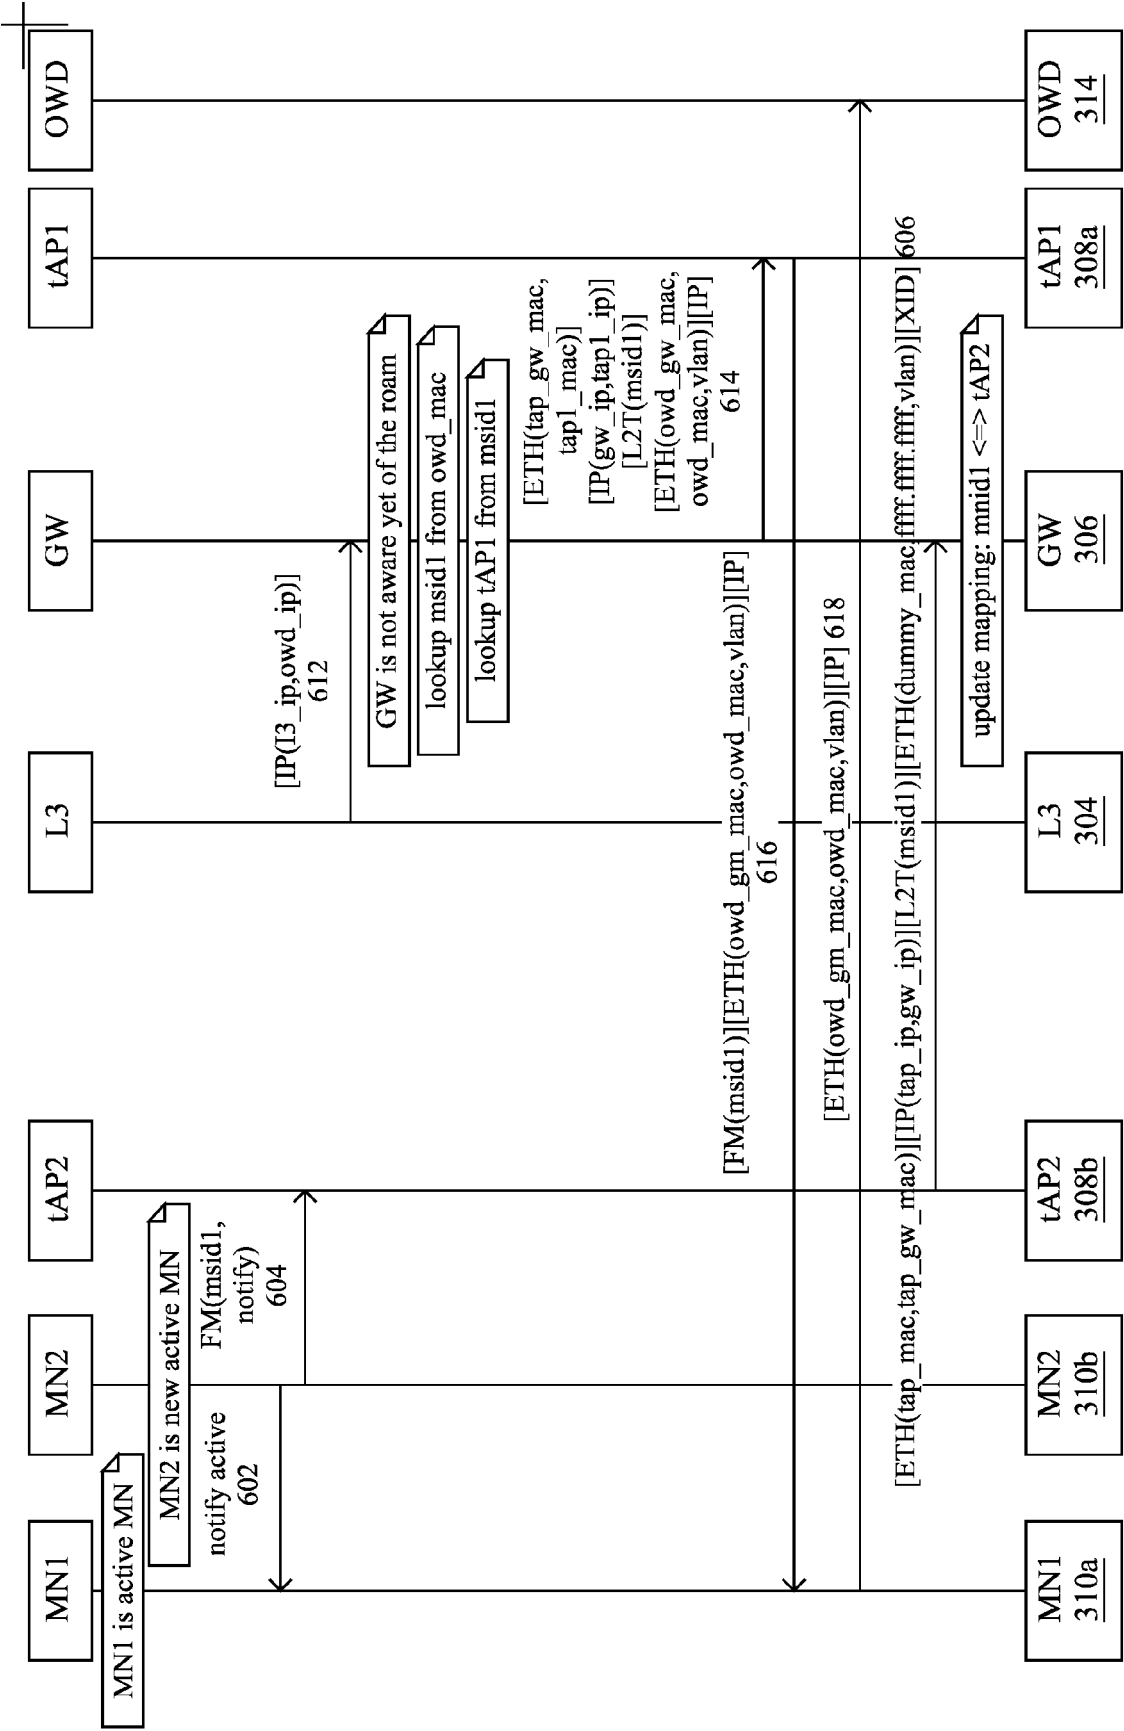 MN1
MN2
tAP2
L3
GW
tAP1
OWD
MN1 is active MN
MN2 is new active MN
notify active
602
FM(msid1,
notify)
604
[IP(I3_ip,owd_ip)]
612
GW is not aware yet of the roam
lookup msid1 from owd_mac
lookup tAP1 from msid1
[ETH(tap_gw_mac,
tap1_mac)]
[IP(gw_ip,tap1_ip)]
[L2T(msid1)]
[ETH(owd_gw_mac,
owd_mac,vlan)][IP]
614
[FM(msid1)][ETH(owd_gm_mac,owd_mac,vlan)][IP]
616
[ETH(owd_gm_mac,owd_mac,vlan)][IP] 618
[ETH(tap_mac,tap_gw_mac)][IP(tap_ip,gw_ip)][L2T(msid1)][ETH(dummy_mac,ffff.ffff.ffff,vlan)][XID] 606
update mapping: mnid1 <=> tAP2
MN1
310a
MN2
310b
tAP2
308b
L3
304
GW
306
tAP1
308a
OWD
314